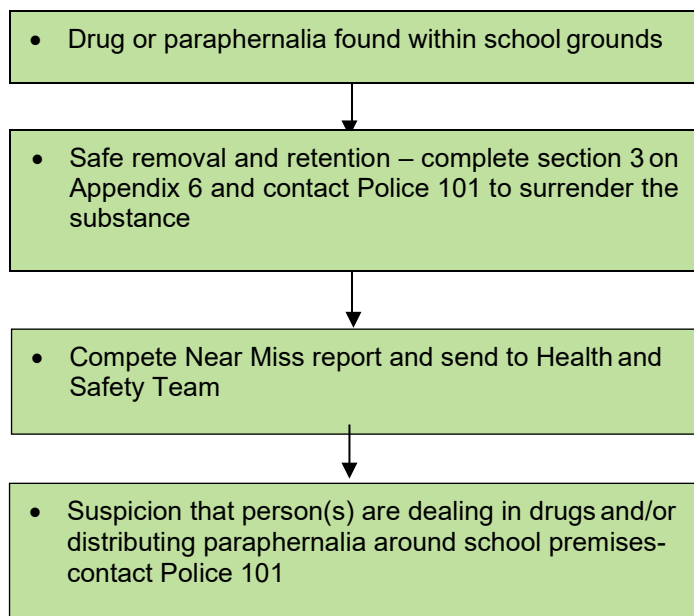 • Drug or paraphernalia found within school grounds
• Safe removal and retention – complete section 3 on
Appendix 6 and contact Police 101 to surrender the
substance
• Compete Near Miss report and send to Health and
Safety Team
• Suspicion that person(s) are dealing in drugs and/or
distributing paraphernalia around school premises-
contact Police 101